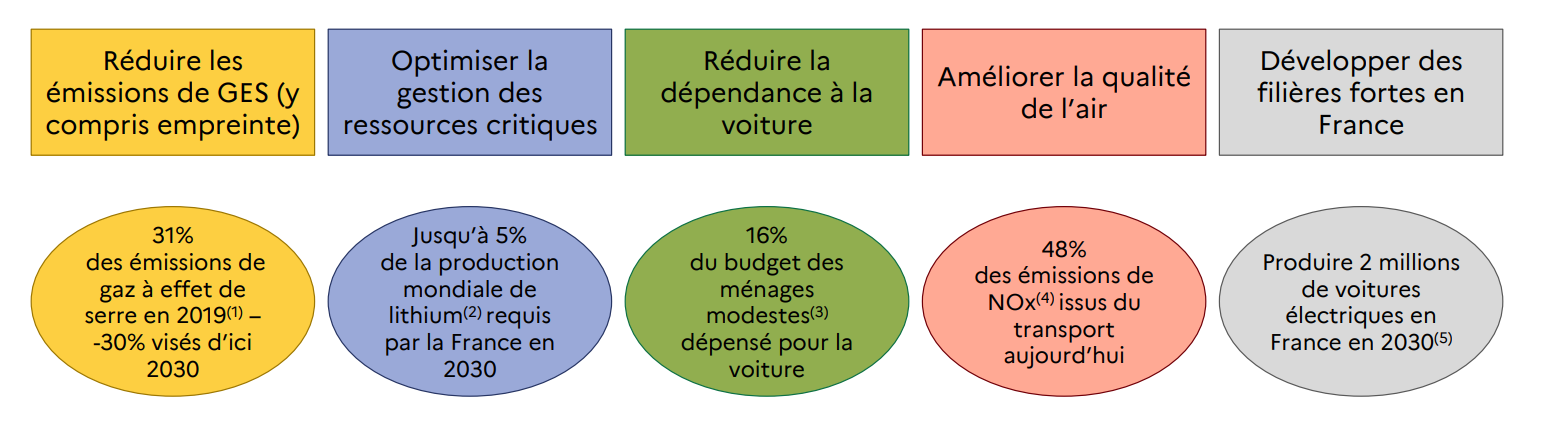 Réduire les
émissions de GES (y
compris empreinte)
Optimiser la
gestion des
ressources critiques
Réduire la
dépendance à la
voiture
Améliorer la qualité
de l’air
Développer des
filières fortes en
France
31%
des émissions de
gaz à effet de
serre en 2019(1) –
-30% visés d’ici
2030
Jusqu’à 5%
de la production
mondiale de
lithium(2) requis
par la France en
2030
16%
du budget des
ménages
modestes(3)
dépensé pour la
voiture
48%
des émissions de
NOx(4) issus du
transport
aujourd’hui
Produire 2 millions
de voitures
électriques en
France en 2030(5)